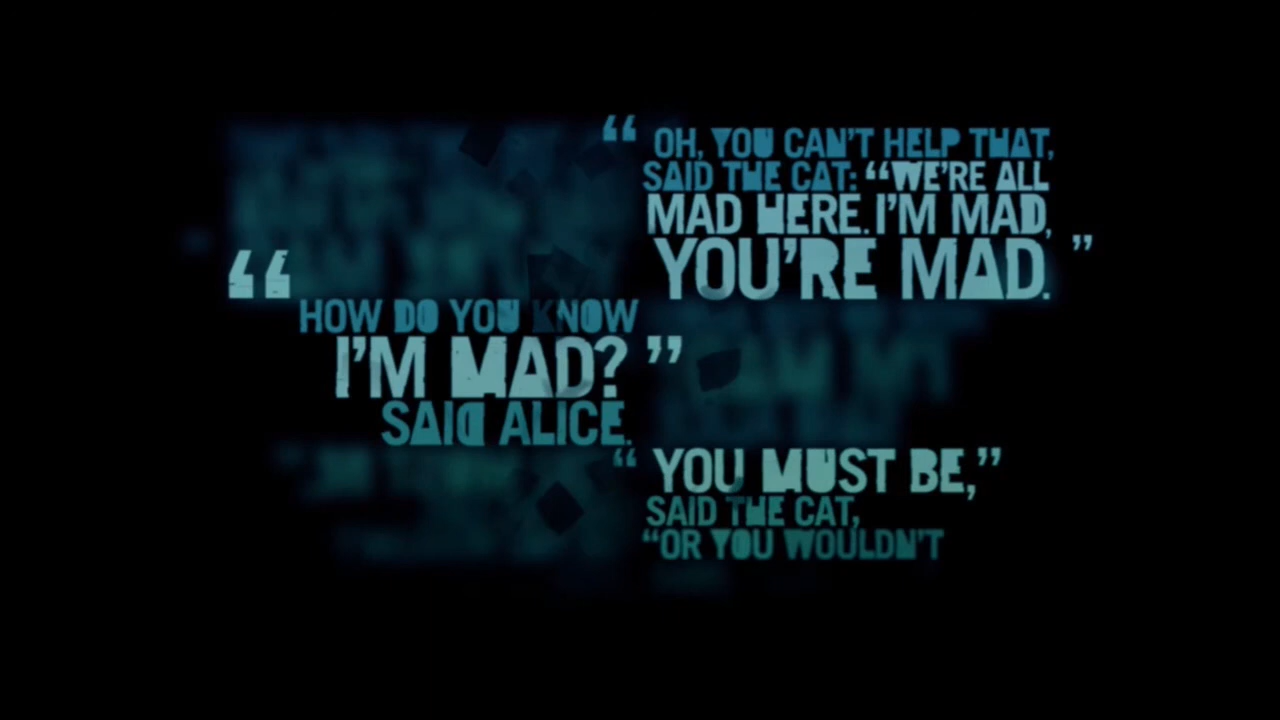 “ OH, YOU CAN’T HELP THAT,
SAID THE CAT: “WE’RE ALL
MAD HERE. I’M MAD,
YOU’RE MAD. ”
“ HOW DO YOU KNOW
I’M MAD? ”
SAID ALICE.
“ YOU MUST BE,”
SAID THE CAT,
“OR YOU WOULDN’T